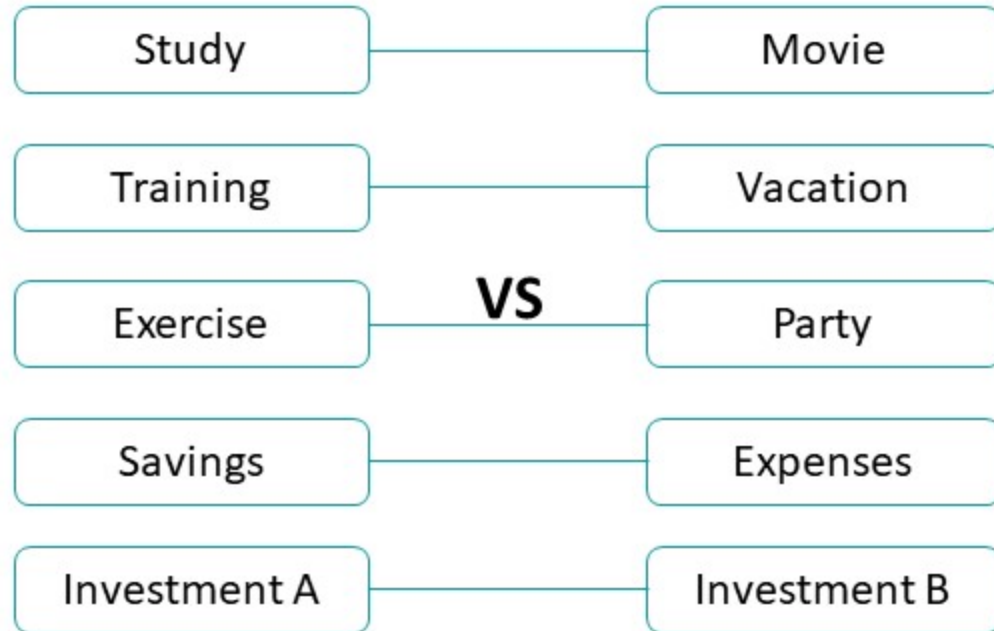 Study Movie
Training Vacation
VS
Exercise Party
Savings Expenses
Investment A Investment B